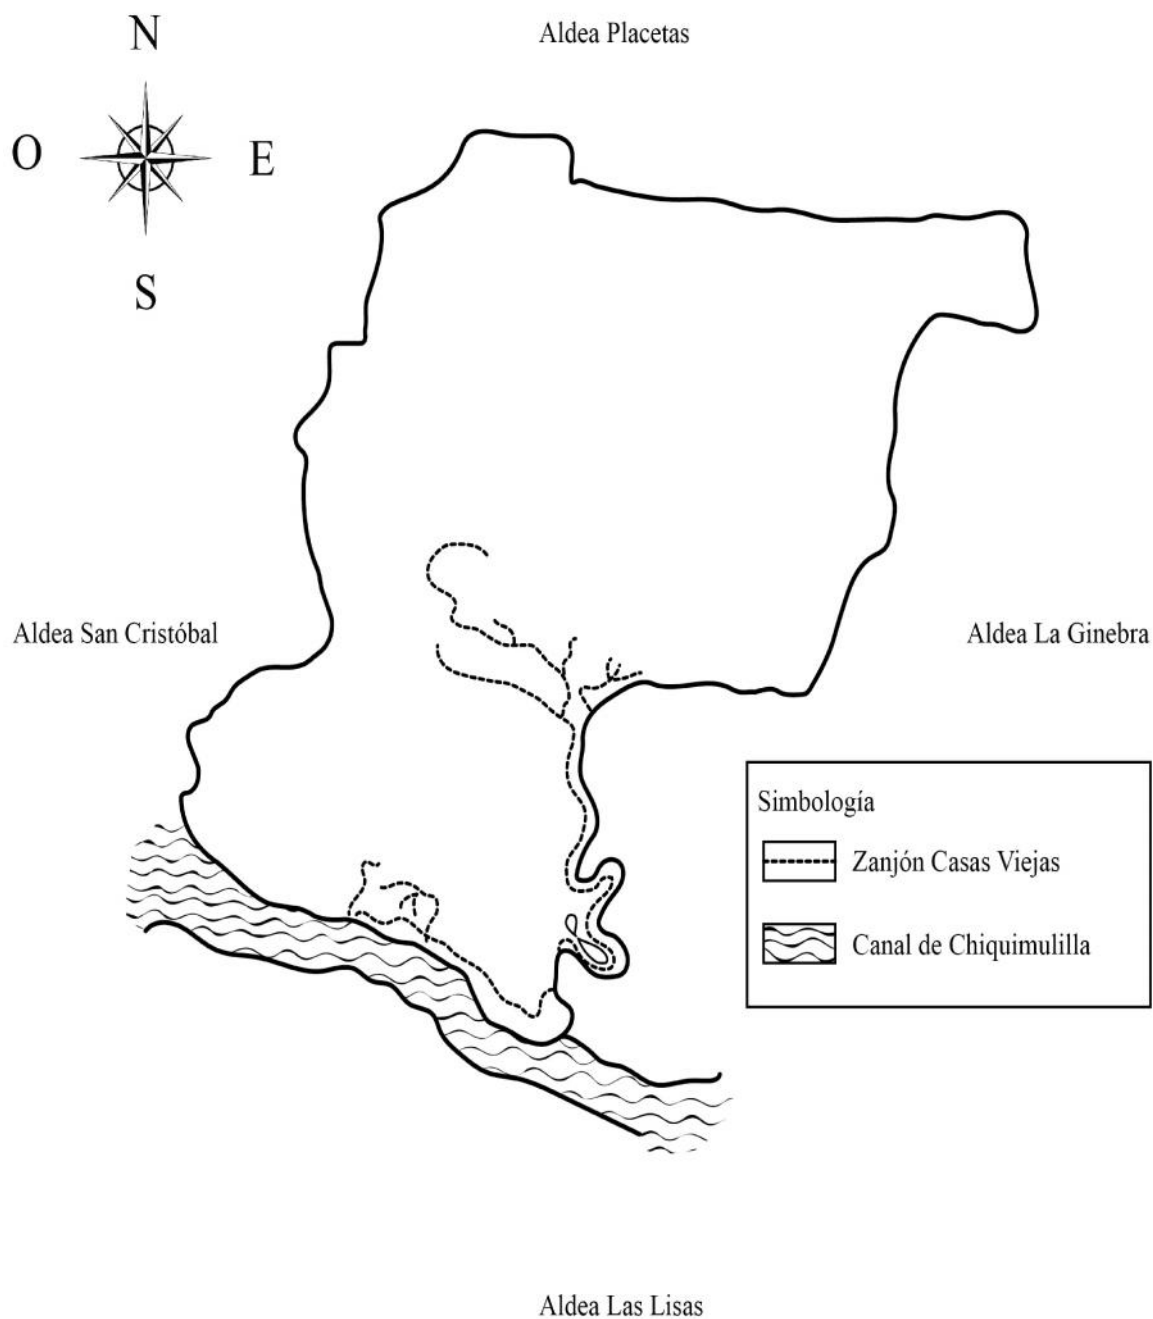 N
Aldea Placetas
O
E
S
Aldea San Cristóbal
Aldea La Ginebra
Simbología
Zanjón Casas Viejas
Canal de Chiquimulilla
Aldea Las Lisas